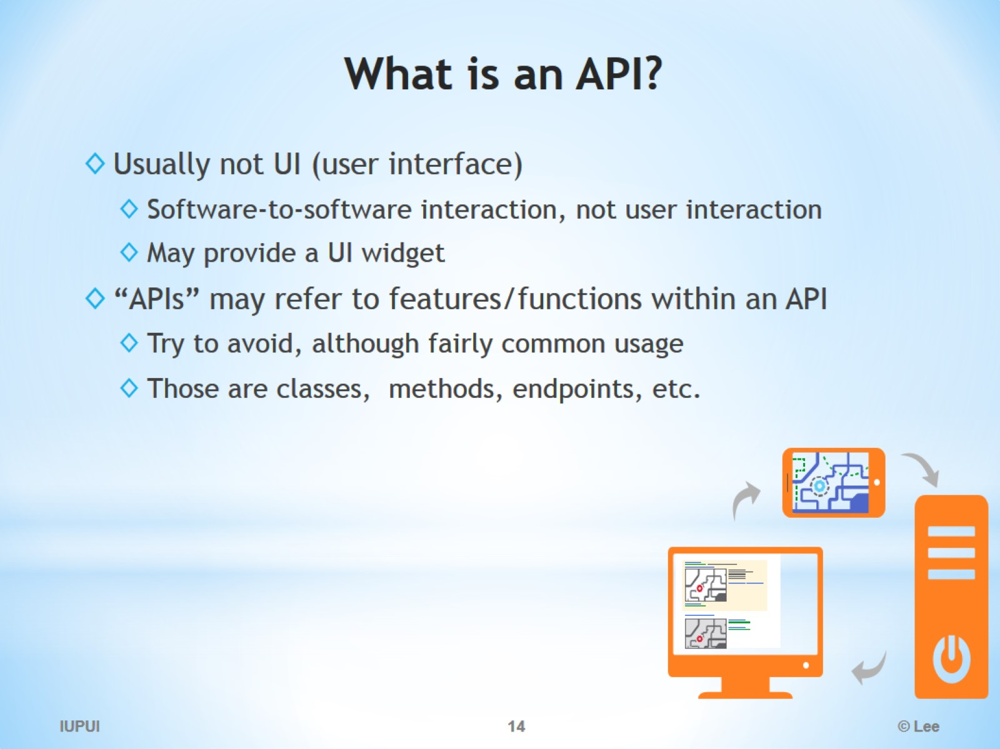 What is an API?
Usually not UI (user interface)
Software-to-software interaction, not user interaction
May provide a UI widget
“APIs” may refer to features/functions within an API
Try to avoid, although fairly common usage
Those are classes,  methods, endpoints, etc.
IUPUI
14
© Lee